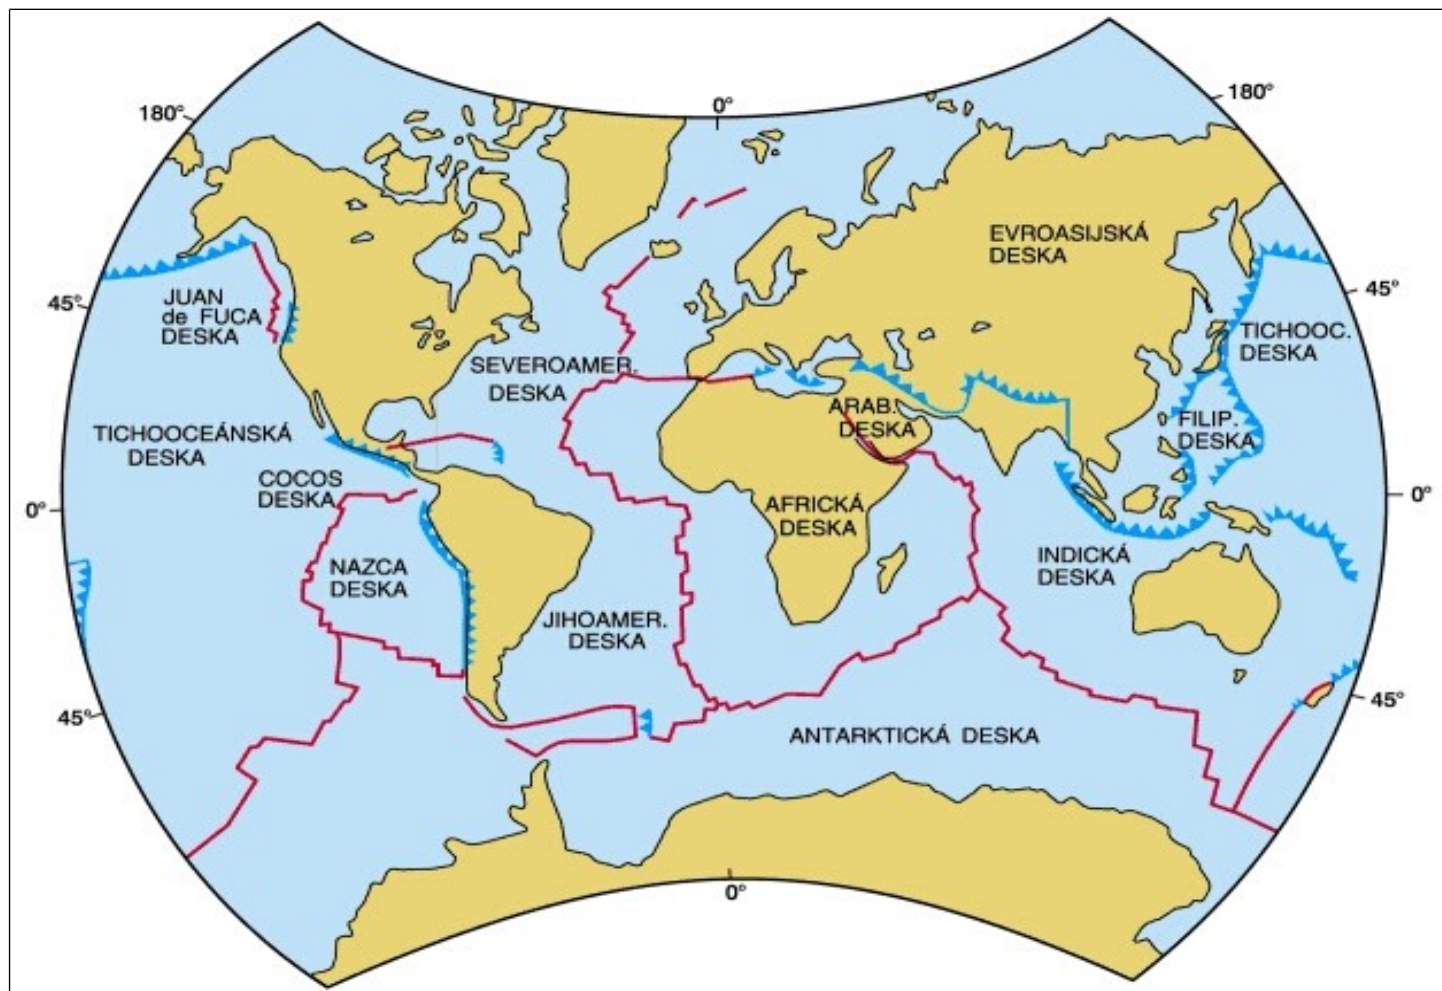 0°
180°
180°
EVROASIJSKÁ
DESKA
45°
JUAN
de FUCA
DESKA
45°
TICHOOC.
DESKA
SEVEROAMER.
DESKA
ARAB.
DESKA
FILIP.
DESKA
TICHOOCEÁNSKÁ
DESKA
COCOS
DESKA
0°
AFRICKÁ
DESKA
0°
NAZCA
DESKA
INDICKÁ
DESKA
JIHOAMER.
DESKA
45°
45°
ANTARKTICKÁ DESKA
0°